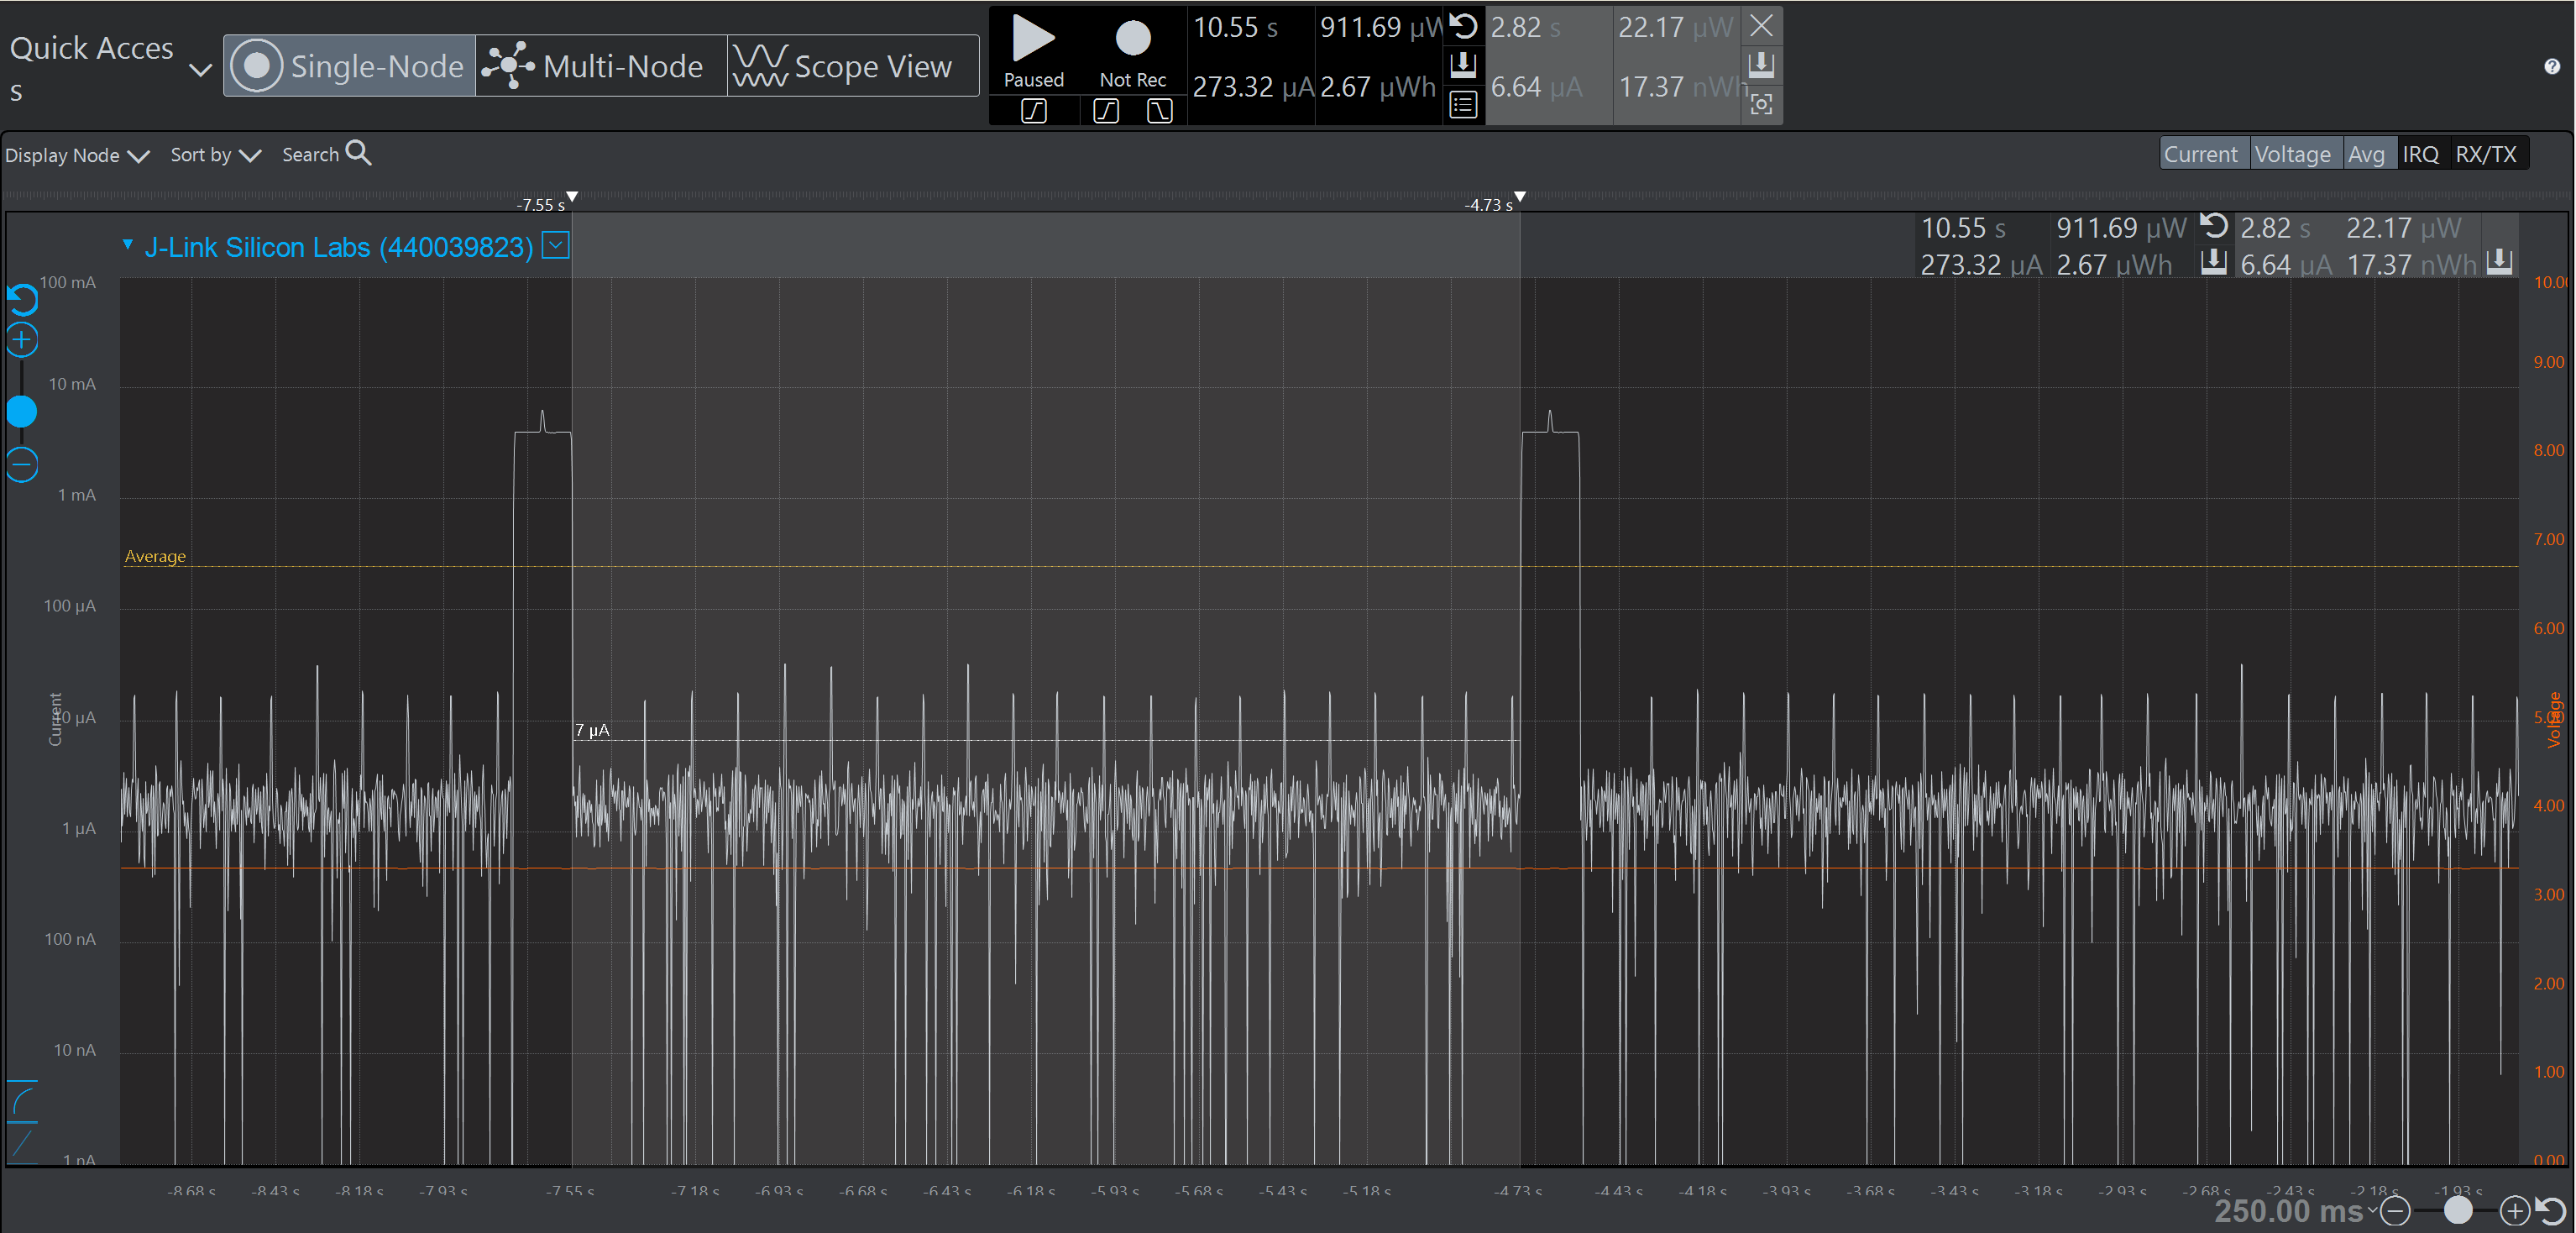 Quick Acces
s
Single-Node
Multi-Node
Scope View
Paused
Not Rec
10.55 s
911.69 µW
273.32 µA
2.67 µWh
2.82 s
22.17 µW
6.64 µA
17.37 nWh
?
Display Node
Sort by
Search
Current
Voltage
Avg
IRQ
RX/TX
-7.55 s
-4.73 s
J-Link Silicon Labs (440039823)
10.55 s
911.69 µW
2.82 s
22.17 µW
273.32 µA
2.67 µWh
6.64 µA
17.37 nWh
100 mA
10 mA
1 mA
100 µA
10 µA
1 µA
100 nA
10 nA
1 nA
Current
Average
7 µA
10.00
9.00
8.00
7.00
6.00
5.00
4.00
3.00
2.00
1.00
0.00
Voltage
-8.68 s
-8.43 s
-8.18 s
-7.93 s
-7.55 s
-7.18 s
-6.93 s
-6.68 s
-6.43 s
-6.18 s
-5.93 s
-5.68 s
-5.43 s
-5.18 s
-4.73 s
-4.43 s
-4.18 s
-3.93 s
-3.68 s
-3.43 s
-3.18 s
-2.93 s
-2.68 s
-2.43 s
-2.18 s
-1.93 s
250.00 ms